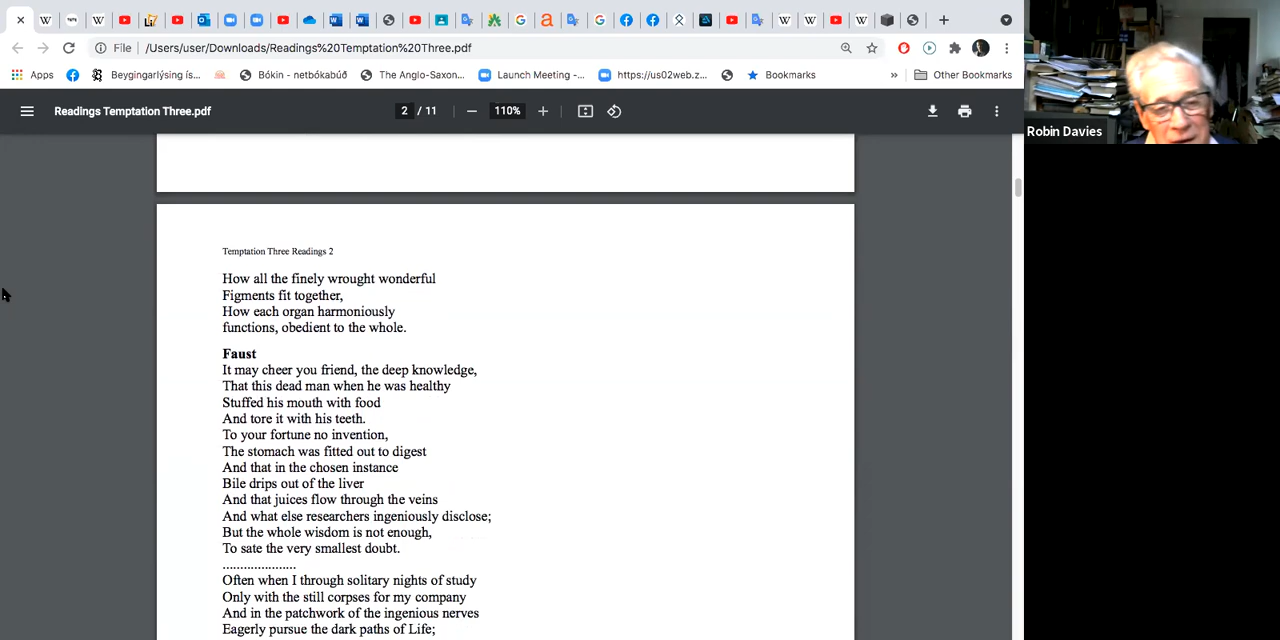 File
/Users/user/Downloads/Readings%20Temptation%20Three.pdf
Apps
Beygingarlýsing ís...
Bókin - netbókabúð
The Anglo-Saxon...
Launch Meeting -...
https://us02web.z...
Bookmarks
»
Other Bookmarks
Readings Temptation Three.pdf
2 / 11
110%
Robin Davies
Temptation Three Readings 2
How all the finely wrought wonderful
Figments fit together,
How each organ harmoniously
functions, obedient to the whole.
Faust
It may cheer you friend, the deep knowledge,
That this dead man when he was healthy
Stuffed his mouth with food
And tore it with his teeth.
To your fortune no invention,
The stomach was fitted out to digest
And that in the chosen instance
Bile drips out of the liver
And that juices flow through the veins
And what else researchers ingeniously disclose;
But the whole wisdom is not enough,
To sate the very smallest doubt.
.....................
Often when I through solitary nights of study
Only with the still corpses for my company
And in the patchwork of the ingenious nerves
Eagerly pursue the dark paths of Life;